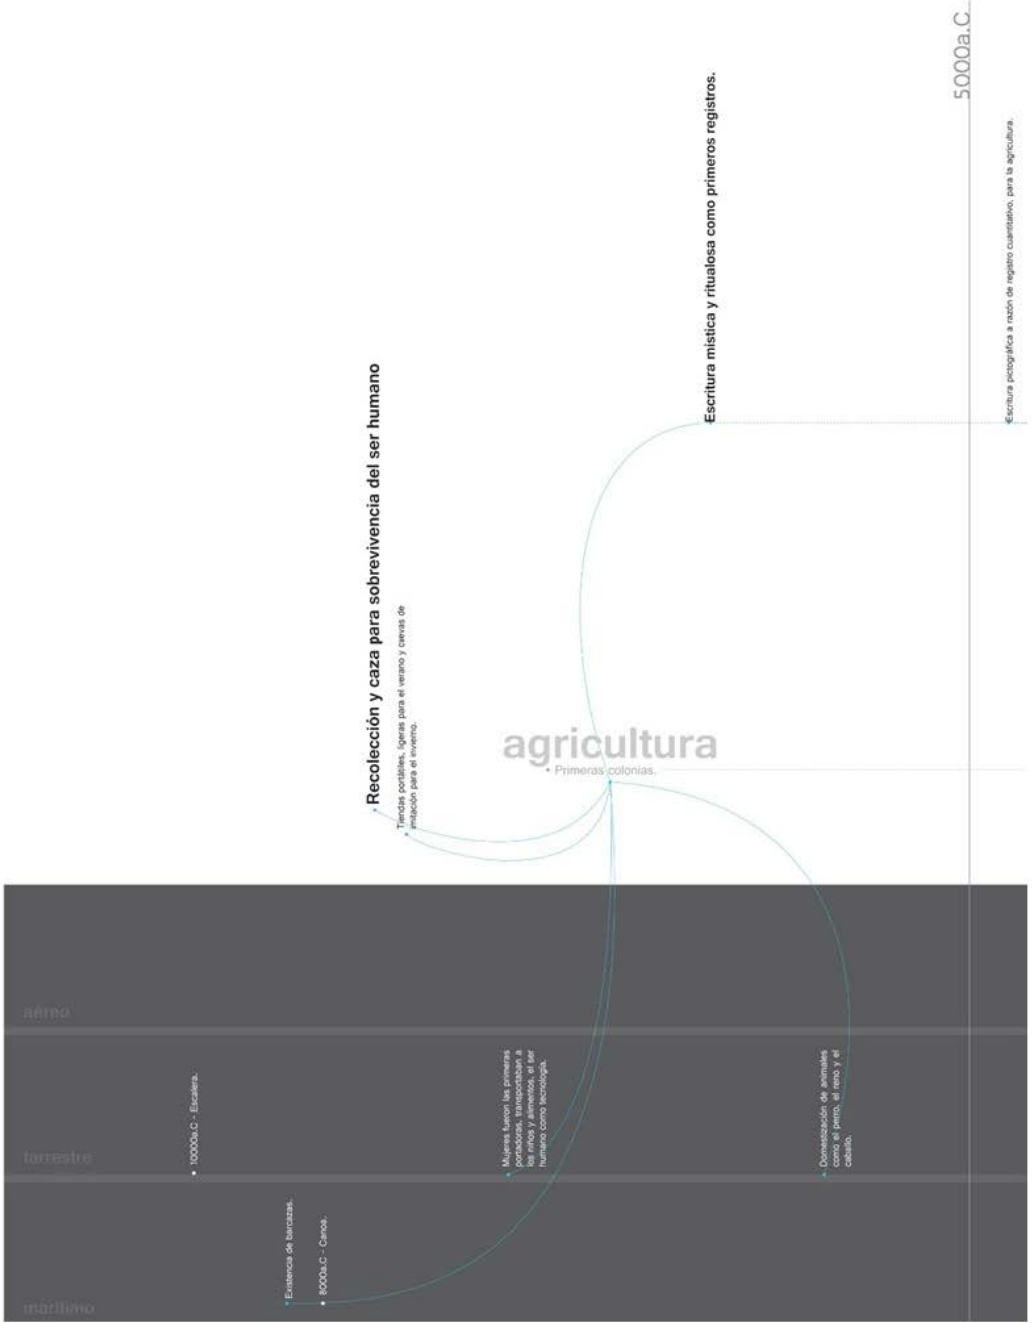 5000a.C
Escritura mistica y ritualosa como primeros registros.
Escritura pictográfica a razón de registro cuantitativo, para la agricultura.
Recolección y caza para sobrevivencia del ser humano
Tiendas portátiles, ligeras para el verano y cuevas de
imitación para el invierno.
agricultura
• Primeras colonias.
aéreo
10000a.C - Escalera.
Mujeres fueron las primeras
portadoras, transportaban a
los niños y alimentos, el ser
humano como tecnología.
Domestización de animales
como el perro, el reno y el
caballo.
terrestre
Existencia de barcazas.
8000a.C - Canoa.
marítimo